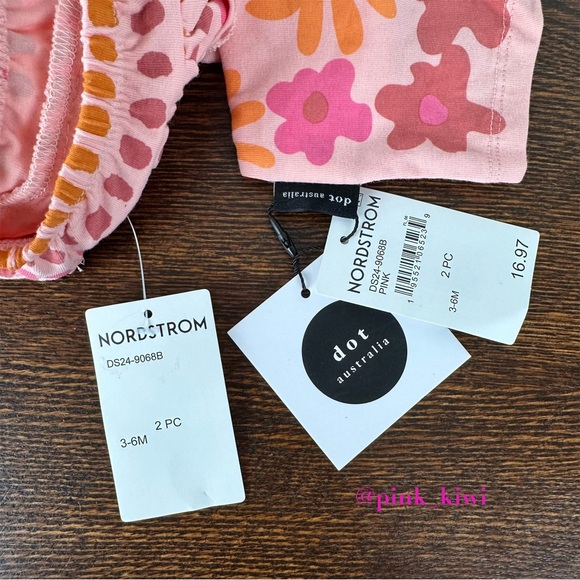 NORDSTROM
DS24-9068B
2 PC
3-6M
dot
australia
dot
australia
NORDSTROM
DS24-9068B
PINK
2 PC
3-6M
16.97
@pink_kiwi